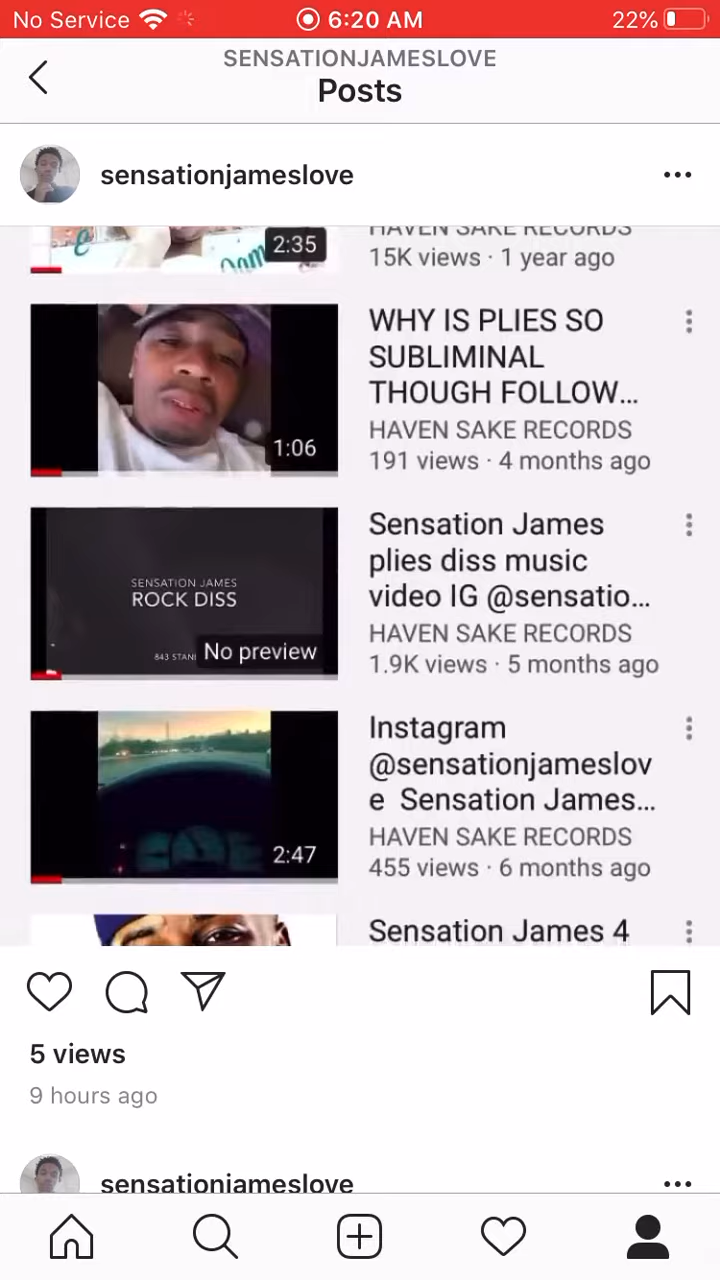 No Service 6:20 AM 22%
SENSATIONJAMESLOVE
Posts
sensationjameslove
2:35
HAVEN SAKE RECORDS
15K views · 1 year ago
WHY IS PLIES SO
SUBLIMINAL
THOUGH FOLLOW...
1:06
HAVEN SAKE RECORDS
191 views · 4 months ago
SENSATION JAMES
ROCK DISS
No preview
Sensation James
plies diss music
video IG @sensatio...
HAVEN SAKE RECORDS
1.9K views · 5 months ago
2:47
Instagram
@sensationjameslov
e Sensation James...
HAVEN SAKE RECORDS
455 views · 6 months ago
Sensation James 4
5 views
9 hours ago
sensationjameslove